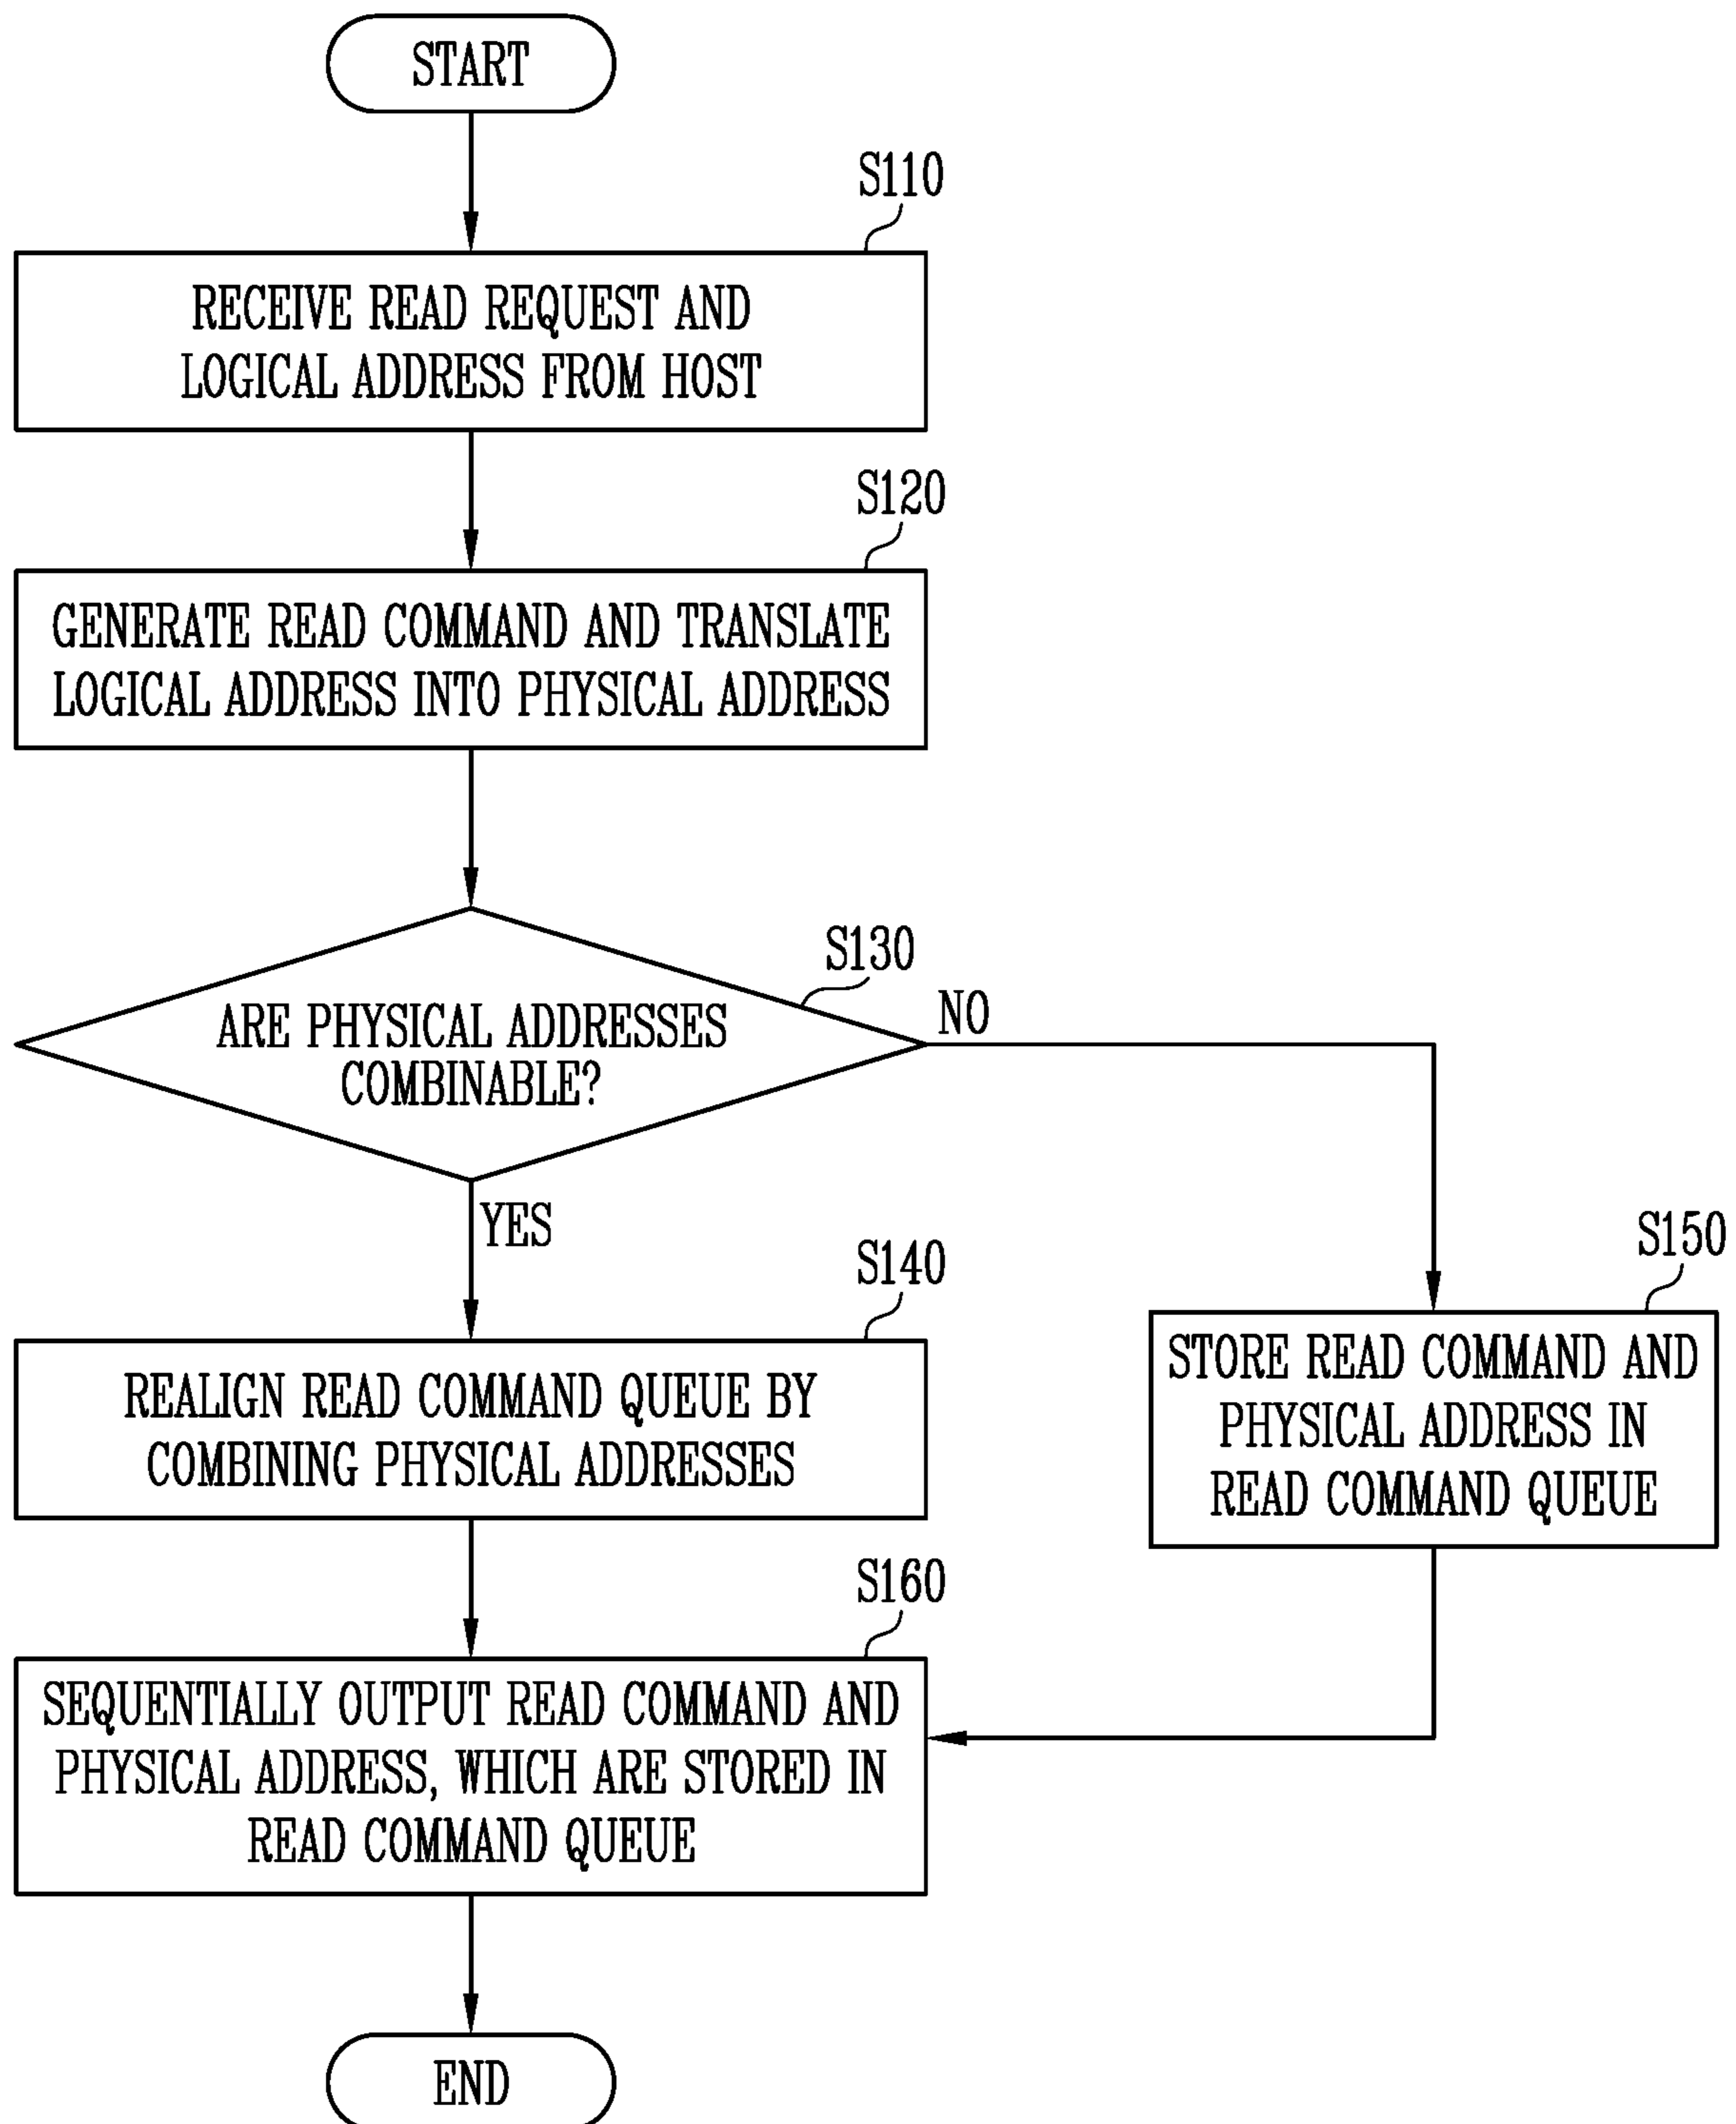 START
S110
RECEIVE READ REQUEST AND
LOGICAL ADDRESS FROM HOST
S120
GENERATE READ COMMAND AND TRANSLATE
LOGICAL ADDRESS INTO PHYSICAL ADDRESS
S130
ARE PHYSICAL ADDRESSES
COMBINABLE?
NO
YES
S140
REALIGN READ COMMAND QUEUE BY
COMBINING PHYSICAL ADDRESSES
S150
STORE READ COMMAND AND
PHYSICAL ADDRESS IN
READ COMMAND QUEUE
S160
SEQUENTIALLY OUTPUT READ COMMAND AND
PHYSICAL ADDRESS, WHICH ARE STORED IN
READ COMMAND QUEUE
END